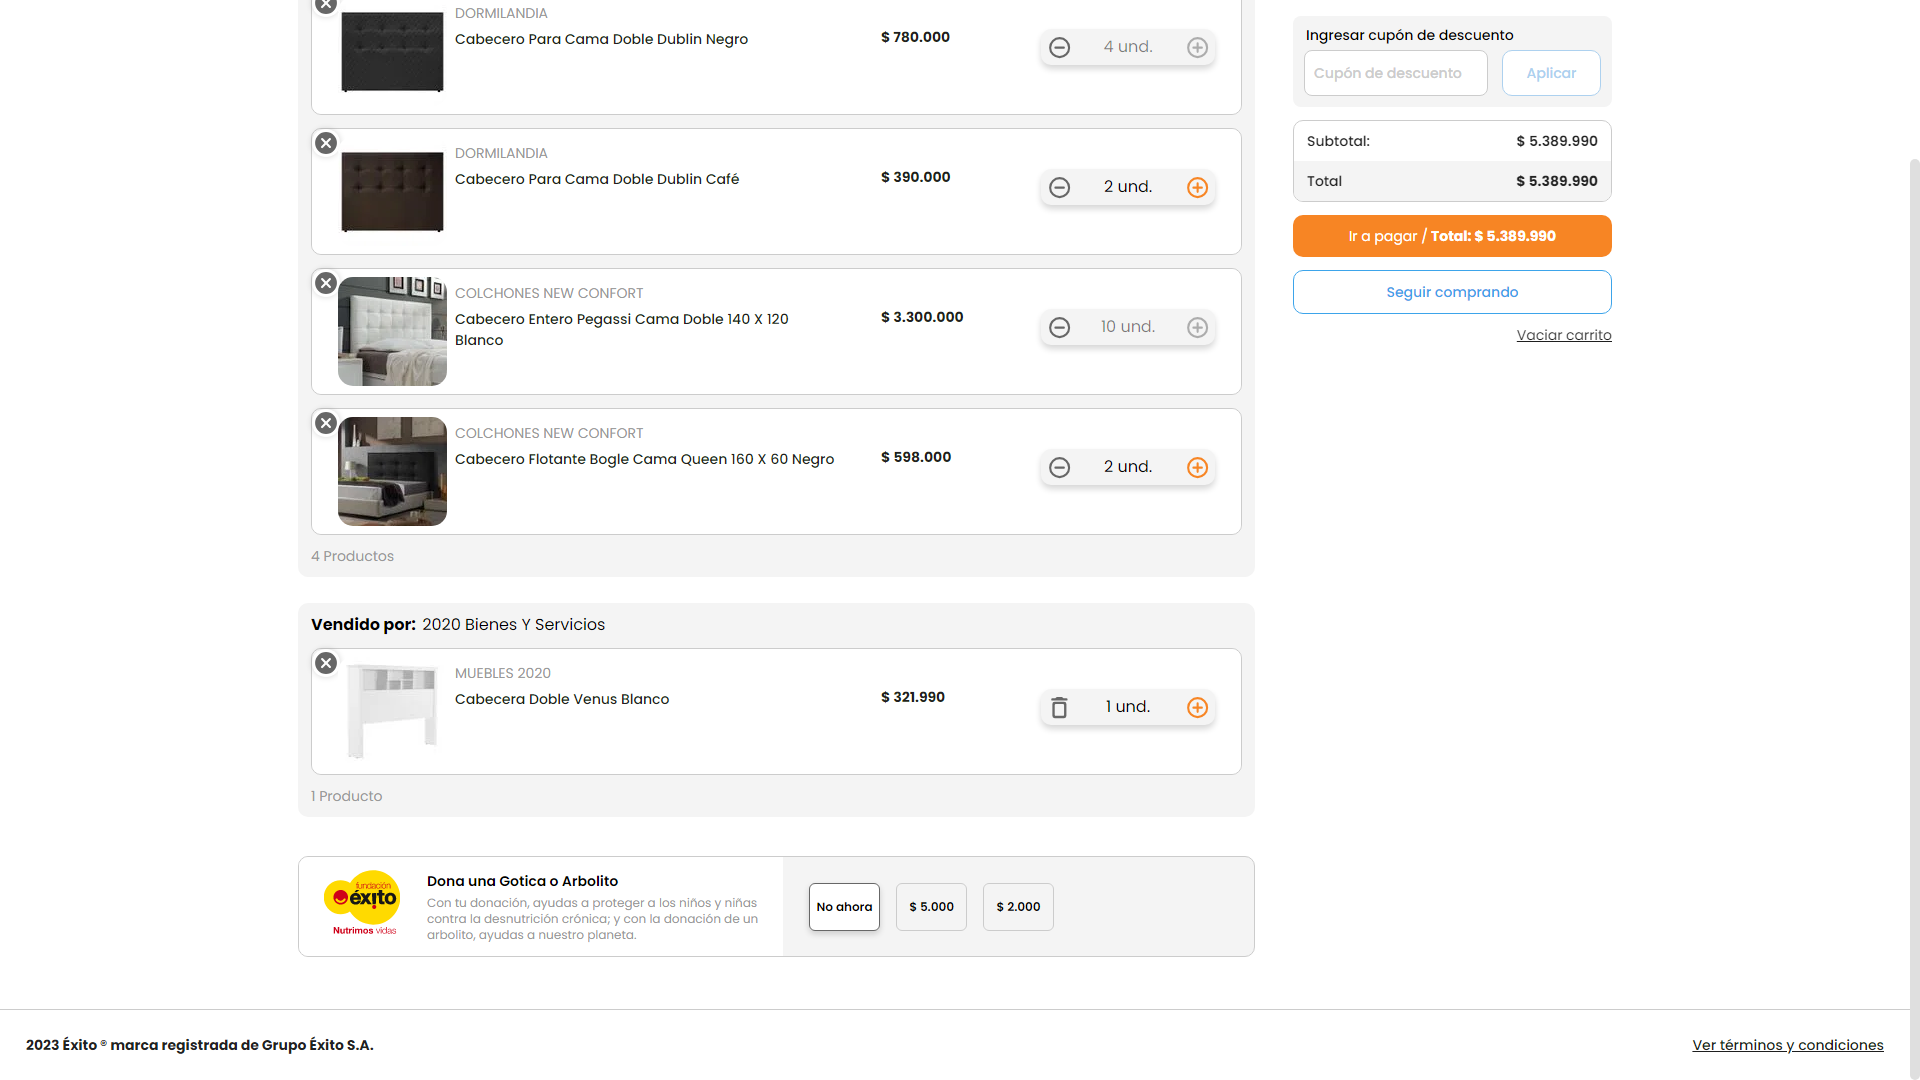 DORMILANDIA
Cabecero Para Cama Doble Dublin Negro
$ 780.000
4 und.
DORMILANDIA
Cabecero Para Cama Doble Dublin Café
$ 390.000
2 und.
COLCHONES NEW CONFORT
Cabecero Entero Pegassi Cama Doble 140 X 120
Blanco
$ 3.300.000
10 und.
COLCHONES NEW CONFORT
Cabecero Flotante Bogle Cama Queen 160 X 60 Negro
$ 598.000
2 und.
4 Productos
Vendido por: 2020 Bienes Y Servicios
MUEBLES 2020
Cabecera Doble Venus Blanco
$ 321.990
1 und.
1 Producto
fundación
éxito
Nutrimos vidas
Dona una Gotica o Arbolito
Con tu donación, ayudas a proteger a los niños y niñas
contra la desnutrición crónica; y con la donación de un
arbolito, ayudas a nuestro planeta.
No ahora
$ 5.000
$ 2.000
Ingresar cupón de descuento
Cupón de descuento
Aplicar
Subtotal: $ 5.389.990
Total $ 5.389.990
Ir a pagar / Total: $ 5.389.990
Seguir comprando
Vaciar carrito
2023 Éxito ® marca registrada de Grupo Éxito S.A.
Ver términos y condiciones